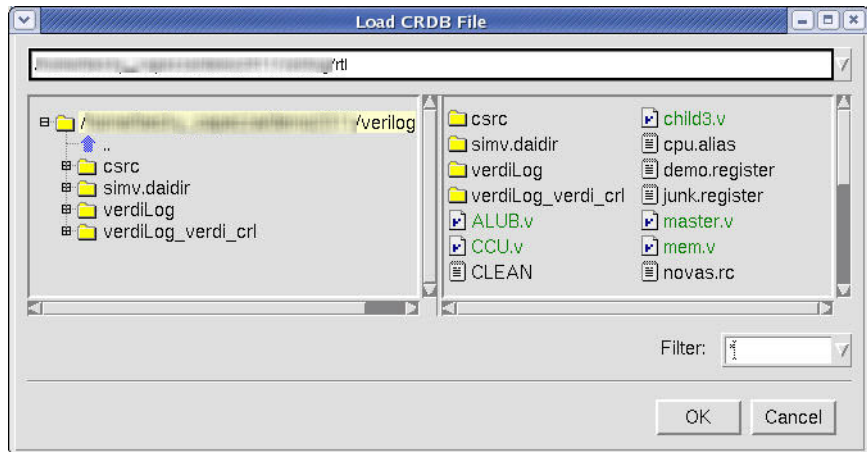 Load CRDB File
/rtl
/verilog
..
csrc
simv.daidir
verdiLog
verdiLog_verdi_crl
csrc
simv.daidir
verdiLog
verdiLog_verdi_crl
ALUB.v
CCU.v
CLEAN
child3.v
cpu.alias
demo.register
junk.register
master.v
mem.v
novas.rc
Filter: *
OK Cancel